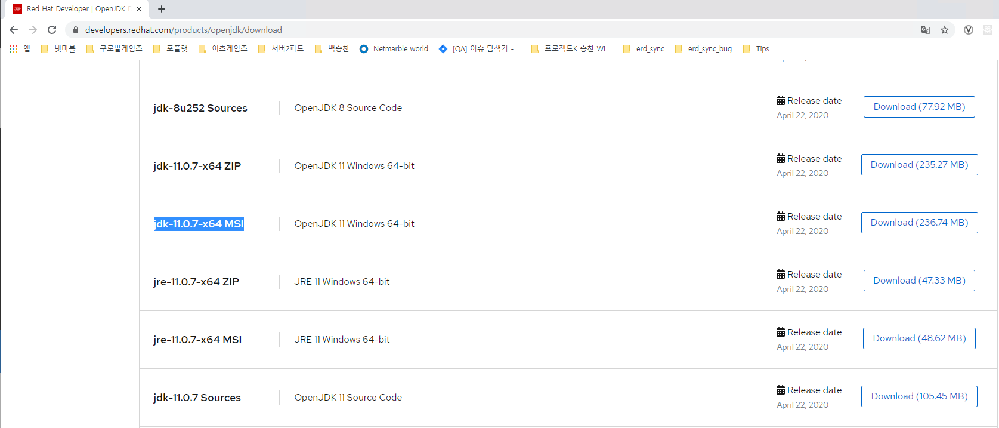 Red Hat Developer | OpenJDK
developers.redhat.com/products/openjdk/download
앱 넷마블 구로발게임즈 포플랫 이츠게임즈 서버2파트 백승찬 Netmarble world [QA] 이슈 탐색기 -... 프로젝트K 승찬 Wi... erd_sync erd_sync_bug Tips
jdk-8u252 Sources OpenJDK 8 Source Code Release date Download (77.92 MB)
April 22, 2020
jdk-11.0.7-x64 ZIP OpenJDK 11 Windows 64-bit Release date Download (235.27 MB)
April 22, 2020
jdk-11.0.7-x64 MSI OpenJDK 11 Windows 64-bit Release date Download (236.74 MB)
April 22, 2020
jre-11.0.7-x64 ZIP JRE 11 Windows 64-bit Release date Download (47.33 MB)
April 22, 2020
jre-11.0.7-x64 MSI JRE 11 Windows 64-bit Release date Download (48.62 MB)
April 22, 2020
jdk-11.0.7 Sources OpenJDK 11 Source Code Release date Download (105.45 MB)
April 22, 2020